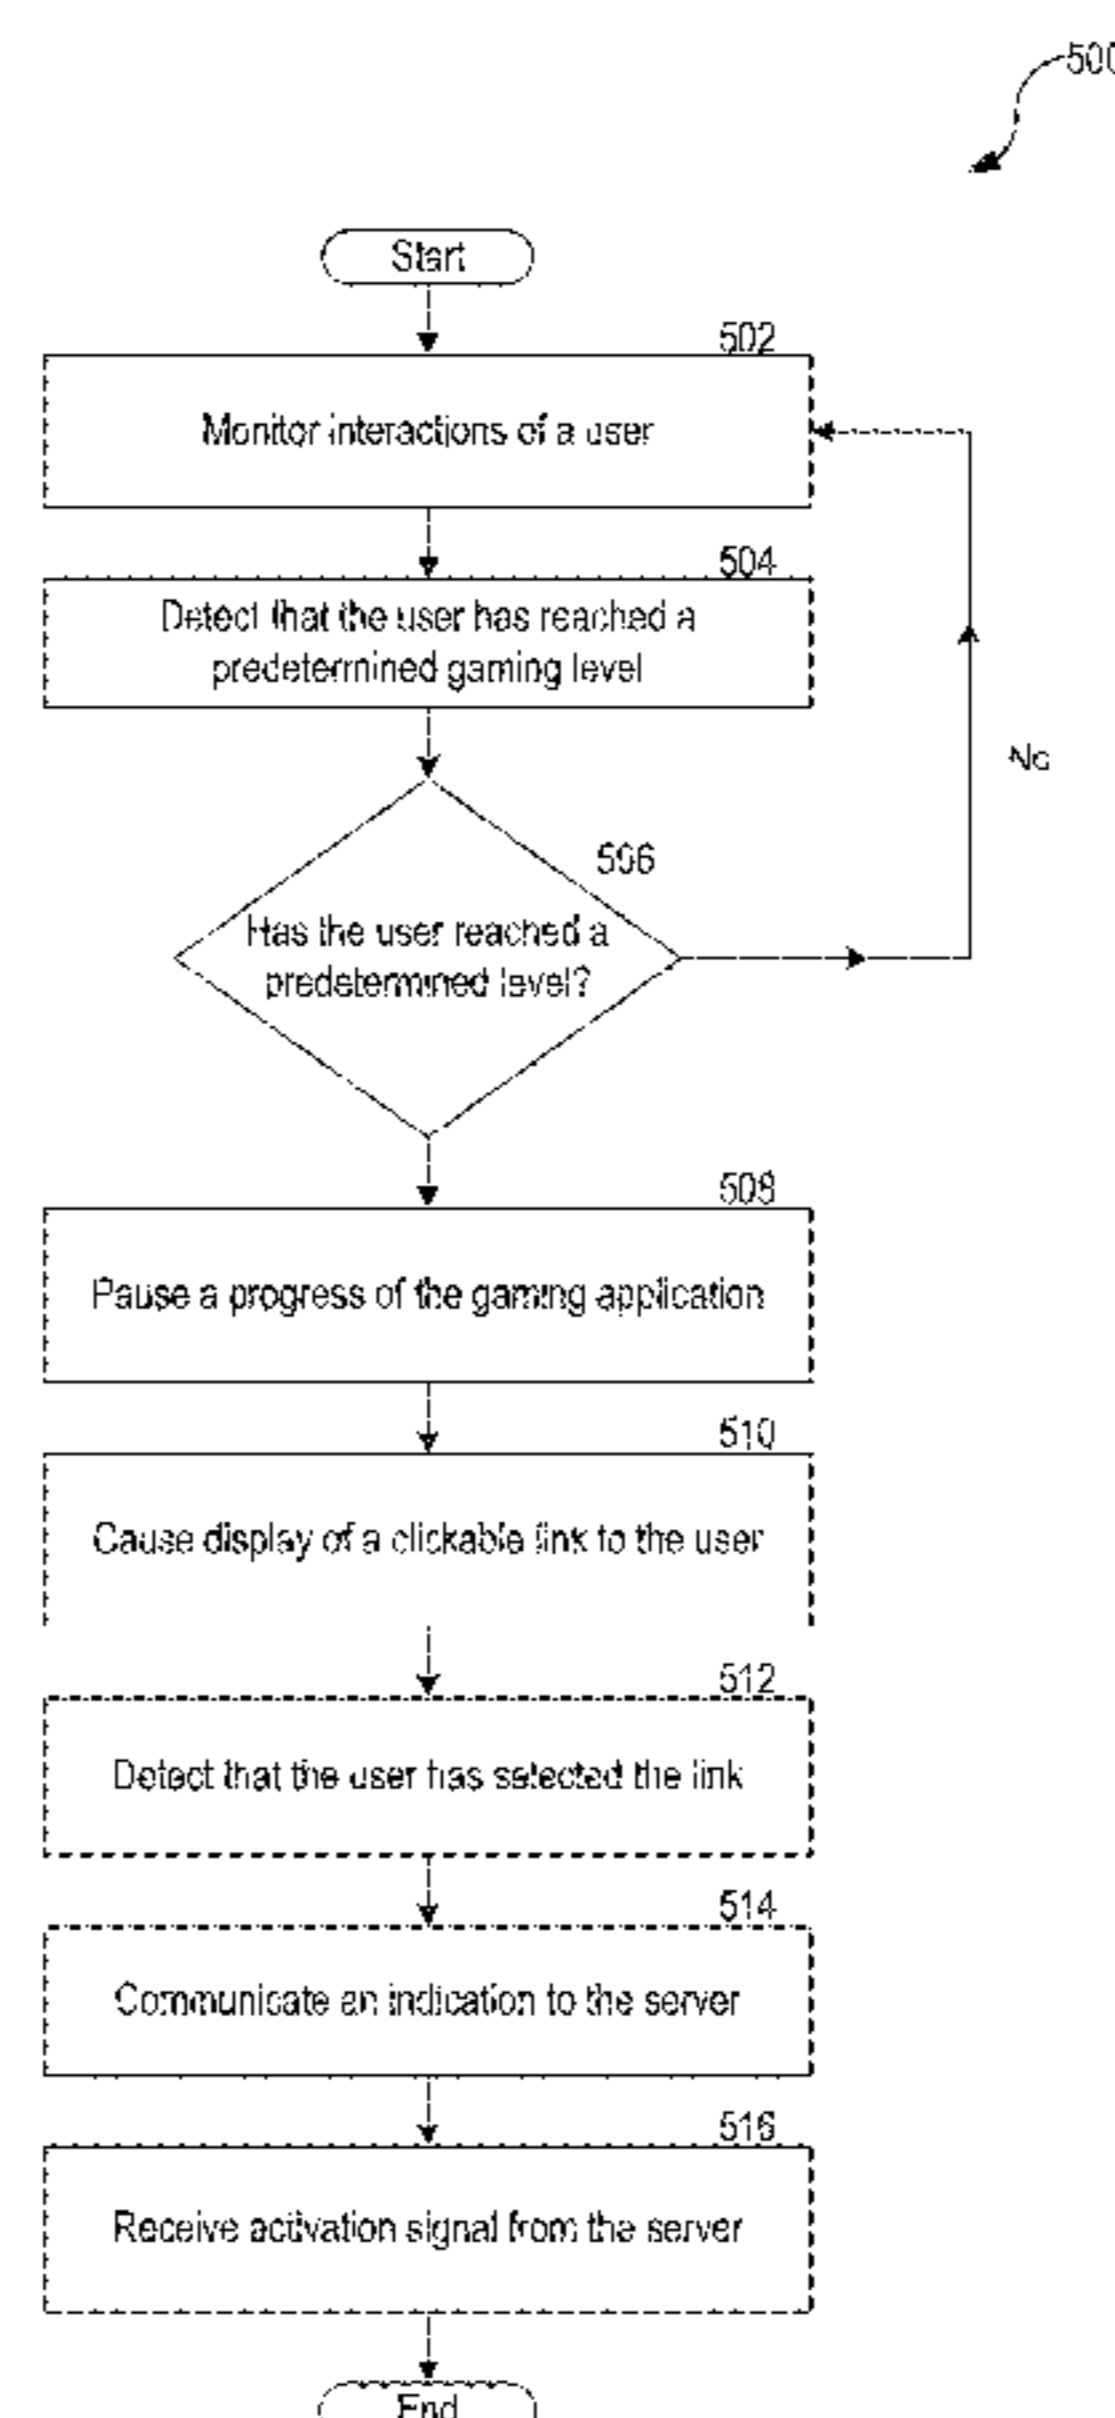 500
Start
502
Monitor interactions of a user
504
Detect that the user has reached a
predetermined gaming level
No
506
Has the user reached a
predetermined level?
508
Pause a progress of the gaming application
510
Cause display of a clickable link to the user
512
Detect that the user has selected the link
514
Communicate an indication to the server
516
Receive activation signal from the server
End